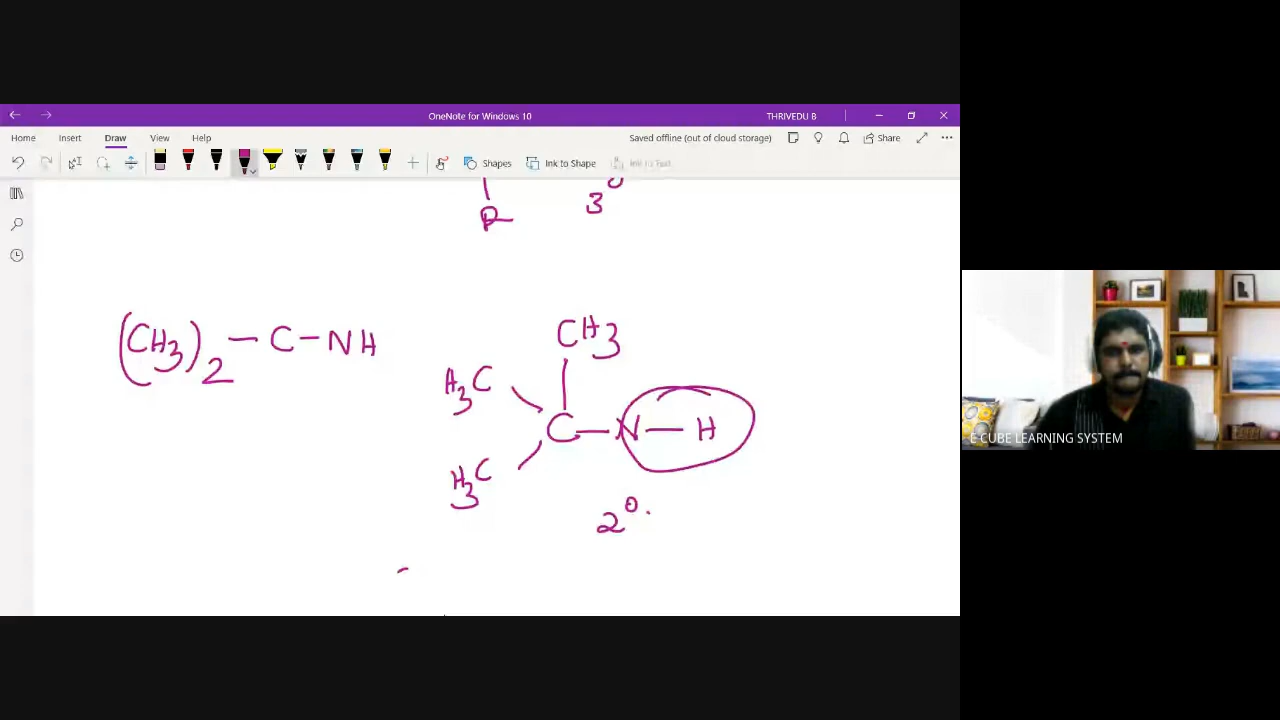 OneNote for Windows 10
THRIVEDU B
Home Insert Draw View Help
Saved offline (out of cloud storage)
Share
Shapes
Ink to Shape
Ink to Text
R
3°
(CH3)2 — C — NH
CH3
H3C
C — N — H
H3C
2°.
E CUBE LEARNING SYSTEM